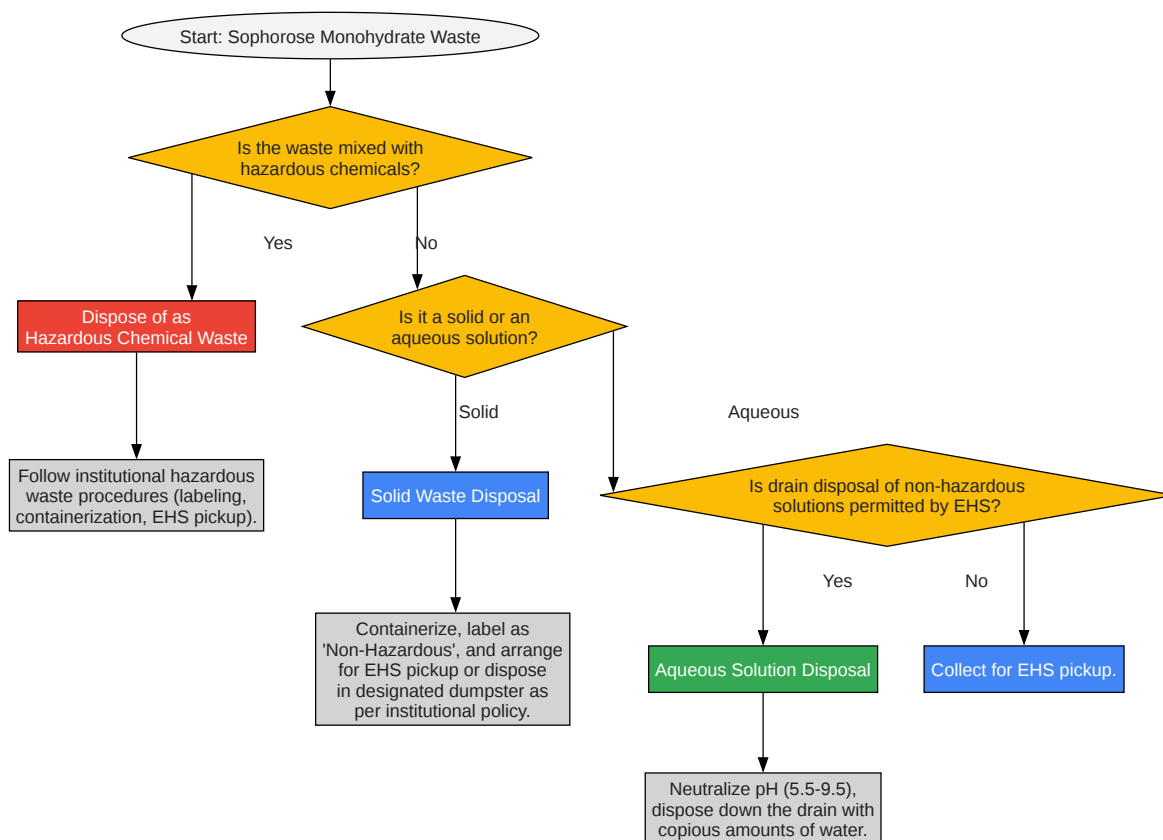 Start: Sophorose Monohydrate Waste
Is the waste mixed with
hazardous chemicals?
Yes
No
Dispose of as
Hazardous Chemical Waste
Is it a solid or an
aqueous solution?
Solid
Aqueous
Follow institutional hazardous
waste procedures (labeling,
containerization, EHS pickup).
Solid Waste Disposal
Is drain disposal of non-hazardous
solutions permitted by EHS?
Yes
No
Containerize, label as
'Non-Hazardous', and arrange
for EHS pickup or dispose
in designated dumpster as
per institutional policy.
Aqueous Solution Disposal
Collect for EHS pickup.
Neutralize pH (5.5-9.5),
dispose down the drain with
copious amounts of water.